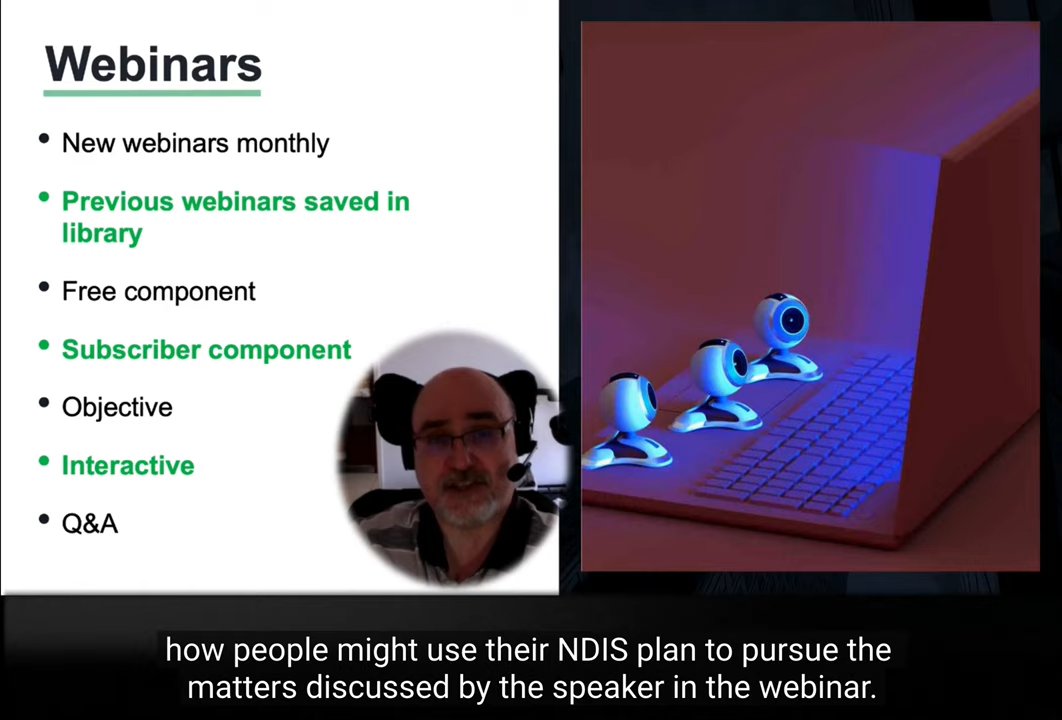 Webinars
• New webinars monthly
• Previous webinars saved in
library
• Free component
• Subscriber component
• Objective
• Interactive
• Q&A
how people might use their NDIS plan to pursue the
matters discussed by the speaker in the webinar.